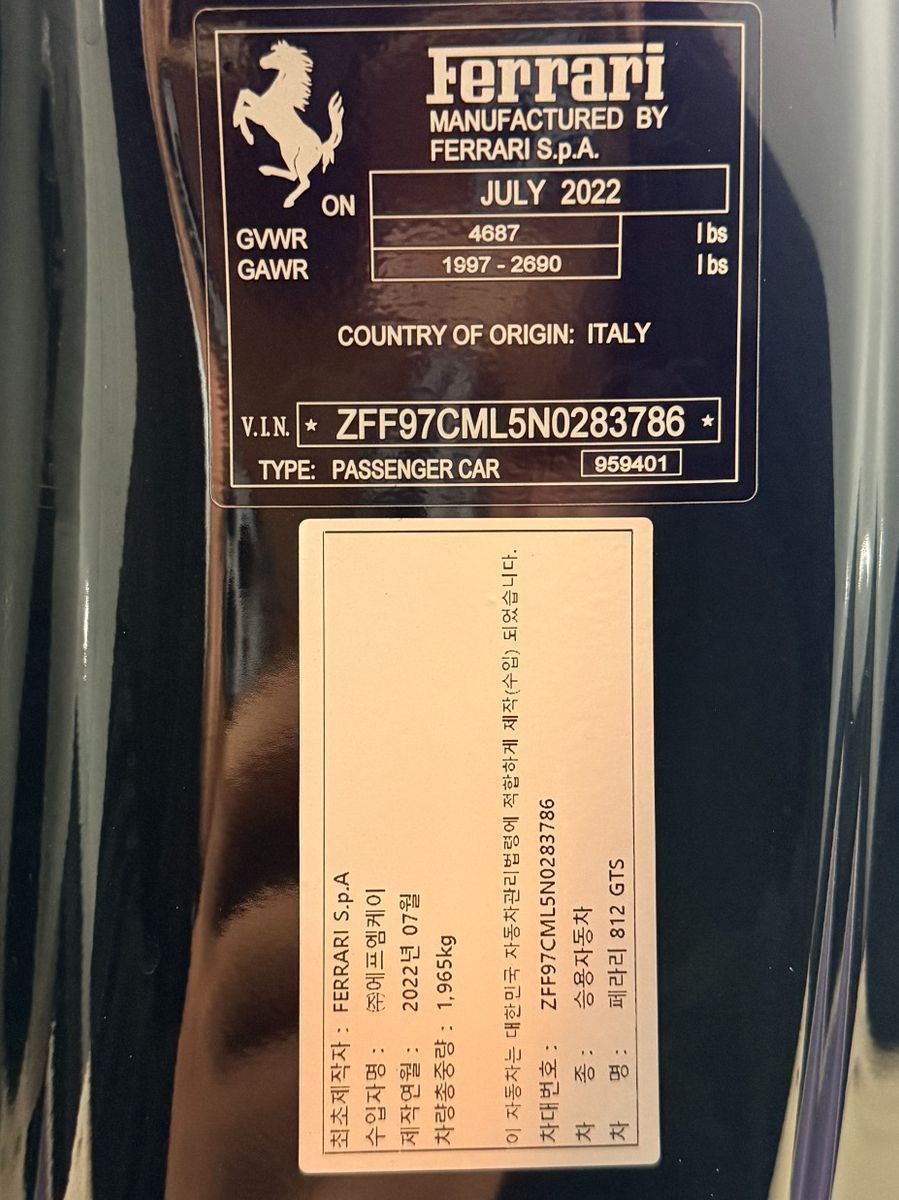 Ferrari
MANUFACTURED BY
FERRARI S.p.A.
ON JULY 2022
GVWR 4687 lbs
GAWR 1997 - 2690 lbs
COUNTRY OF ORIGIN: ITALY
V.I.N. * ZFF97CML5N0283786 *
TYPE: PASSENGER CAR 959401
최초제작자 : FERRARI S.p.A
수입자명 : ㈜에프엠케이
제작연월 : 2022년 07월
차량총중량 : 1,965kg
이 자동차는 대한민국 자동차관리법령에 적합하게 제작(수입) 되었습니다.
차대번호 : ZFF97CML5N0283786
차 종 : 승용자동차
차 명 : 페라리 812 GTS